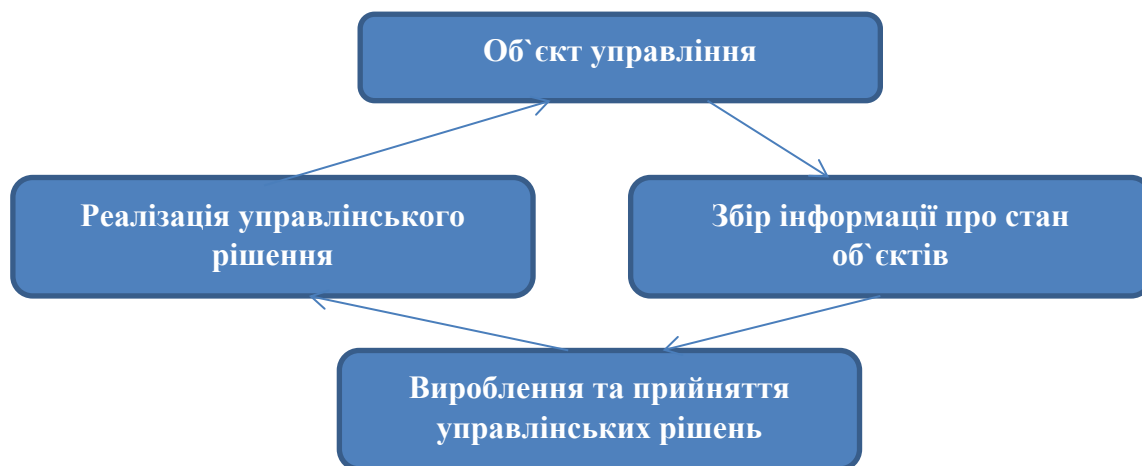 Об`єкт управління
Реалізація управлінського
рішення
Збір інформації про стан
об`єктів
Вироблення та прийняття
управлінських рішень